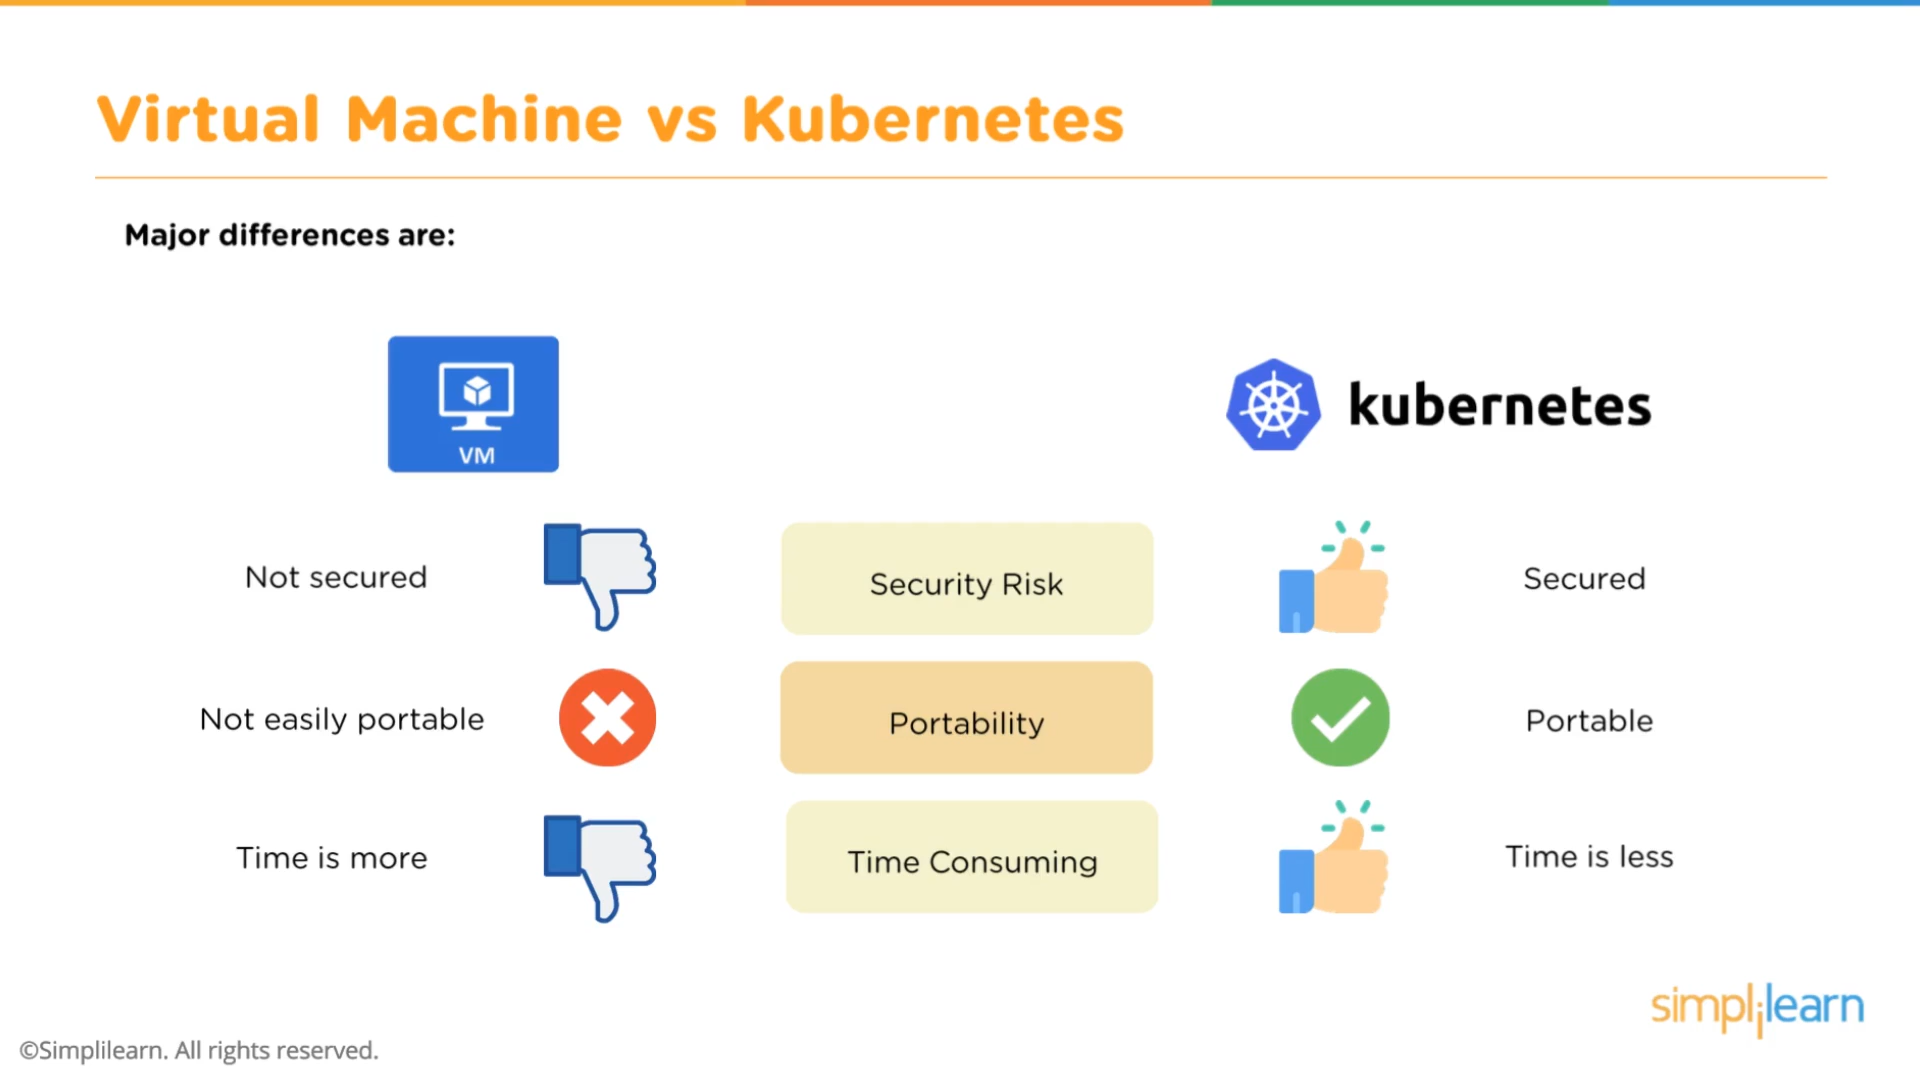 Virtual Machine vs Kubernetes
Major differences are:
VM
kubernetes
Not secured
Security Risk
Secured
Not easily portable
Portability
Portable
Time is more
Time Consuming
Time is less
simplilearn
©Simplilearn. All rights reserved.